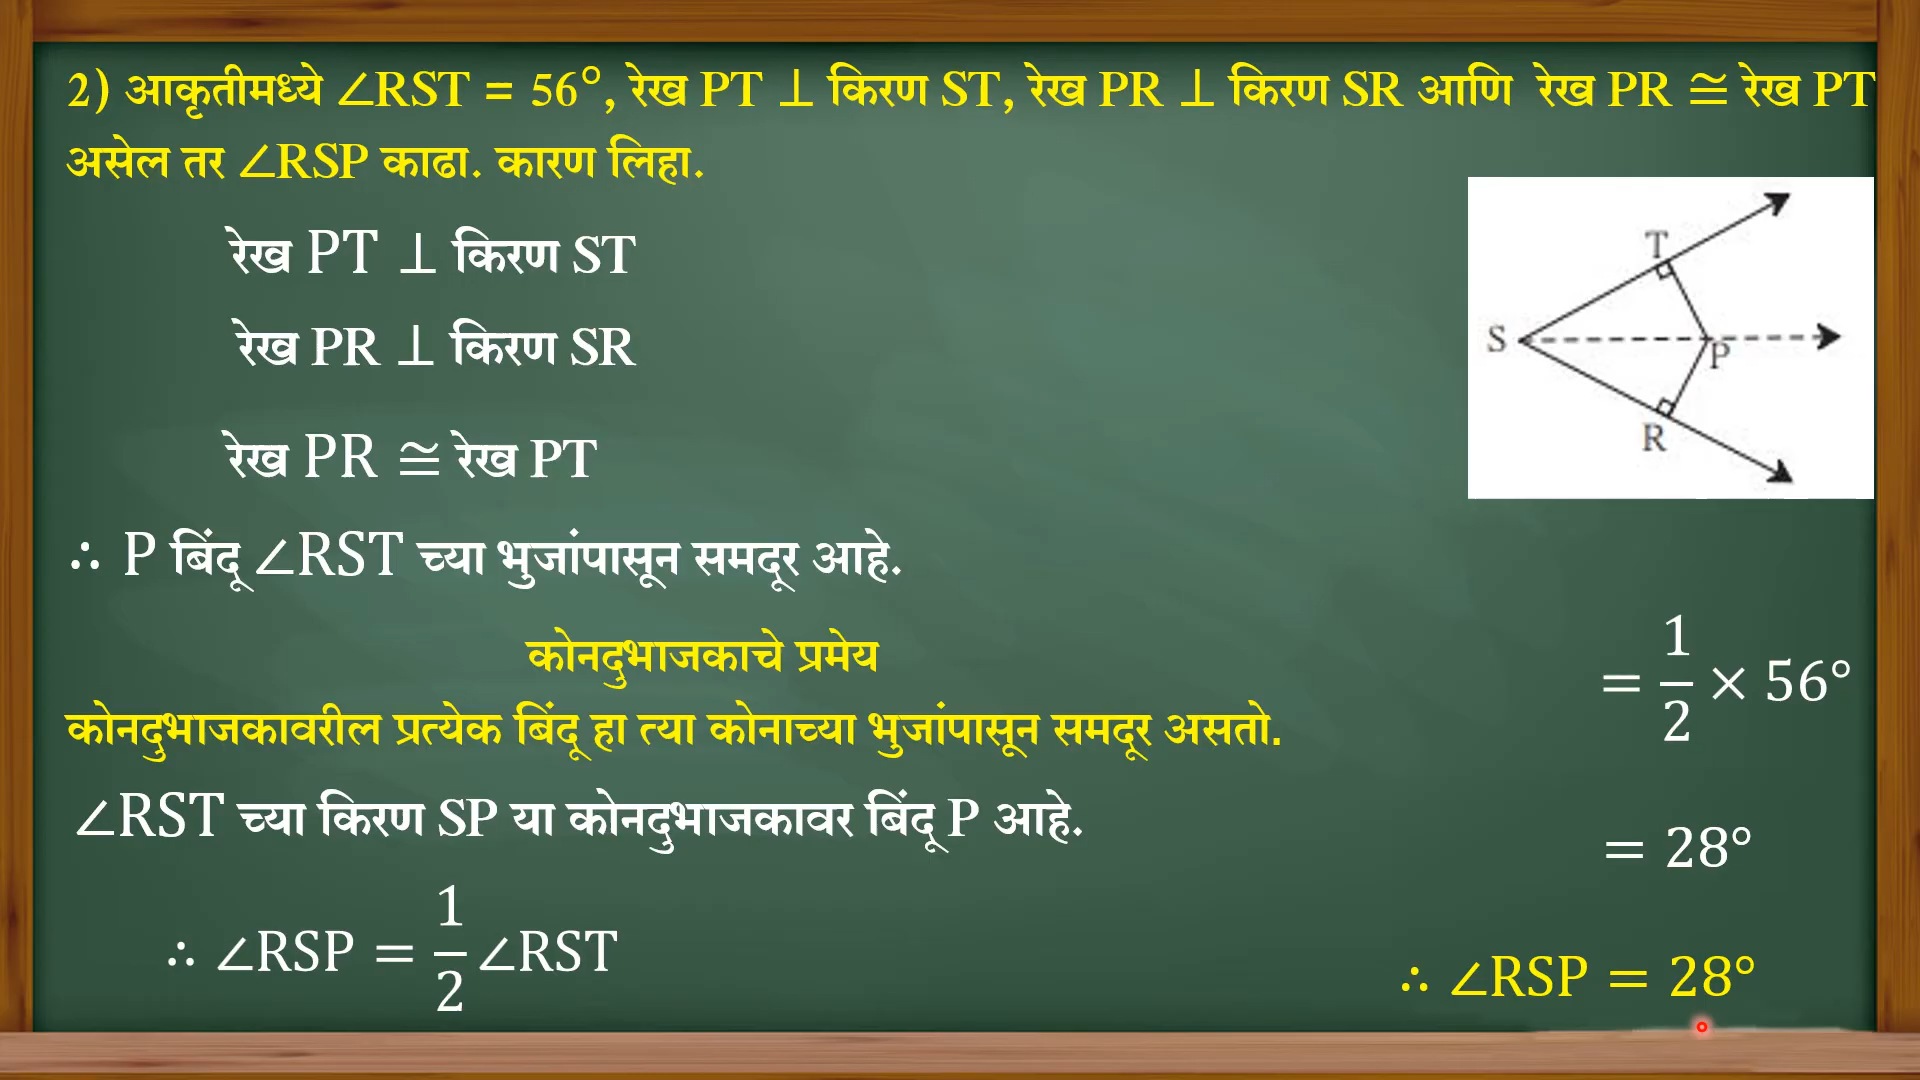 2) आकृतीमध्ये ∠RST = 56°, रेख PT ⊥ किरण ST, रेख PR ⊥ किरण SR आणि रेख PR ≅ रेख PT
असेल तर ∠RSP काढा. कारण लिहा.
रेख PT ⊥ किरण ST
रेख PR ⊥ किरण SR
रेख PR ≅ रेख PT
∴ P बिंदू ∠RST च्या भुजांपासून समदूर आहे.
कोनदुभाजकाचे प्रमेय
कोनदुभाजकावरील प्रत्येक बिंदू हा त्या कोनाच्या भुजांपासून समदूर असतो.
∠RST च्या किरण SP या कोनदुभाजकावर बिंदू P आहे.
∴ ∠RSP = 1/2 ∠RST
T
S
P
R
= 1/2 × 56°
= 28°
∴ ∠RSP = 28°